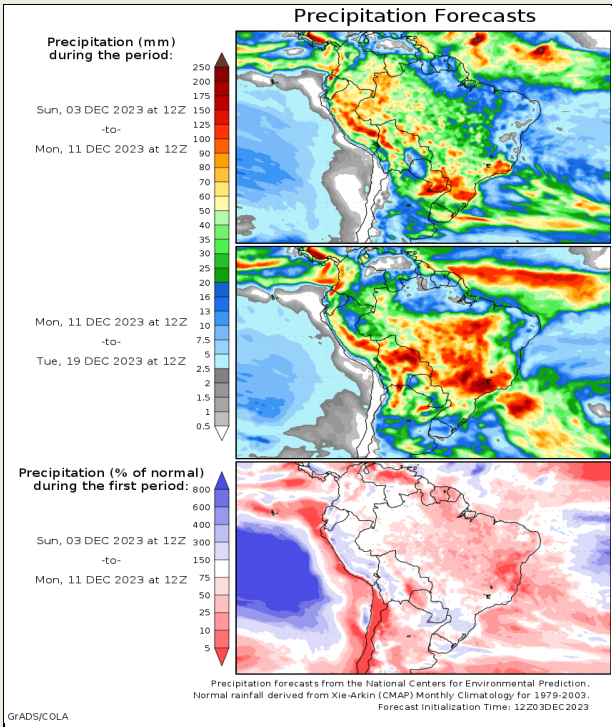 Precipitation Forecasts
Precipitation (mm)
during the period:
Sun, 03 DEC 2023 at 12Z
-to-
Mon, 11 DEC 2023 at 12Z
250
200
175
150
125
100
90
80
70
60
50
40
35
30
25
20
16
13
10
7.5
5
2.5
2
1.5
1
0.5
Mon, 11 DEC 2023 at 12Z
-to-
Tue, 19 DEC 2023 at 12Z
Precipitation (% of normal)
during the first period:
Sun, 03 DEC 2023 at 12Z
-to-
Mon, 11 DEC 2023 at 12Z
800
600
400
300
150
75
50
25
10
5
Precipitation forecasts from the National Centers for Environmental Prediction.
Normal rainfall derived from Xie-Arkin (CMAP) Monthly Climatology for 1979-2003.
Forecast Initialization Time: 12Z03DEC2023
GrADS/COLA